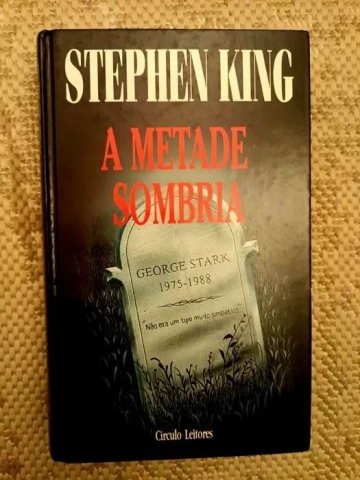 STEPHEN KING
A METADE
SOMBRIA
GEORGE STARK
1975-1988
"Não era um tipo muito simpático"
Círculo Leitores